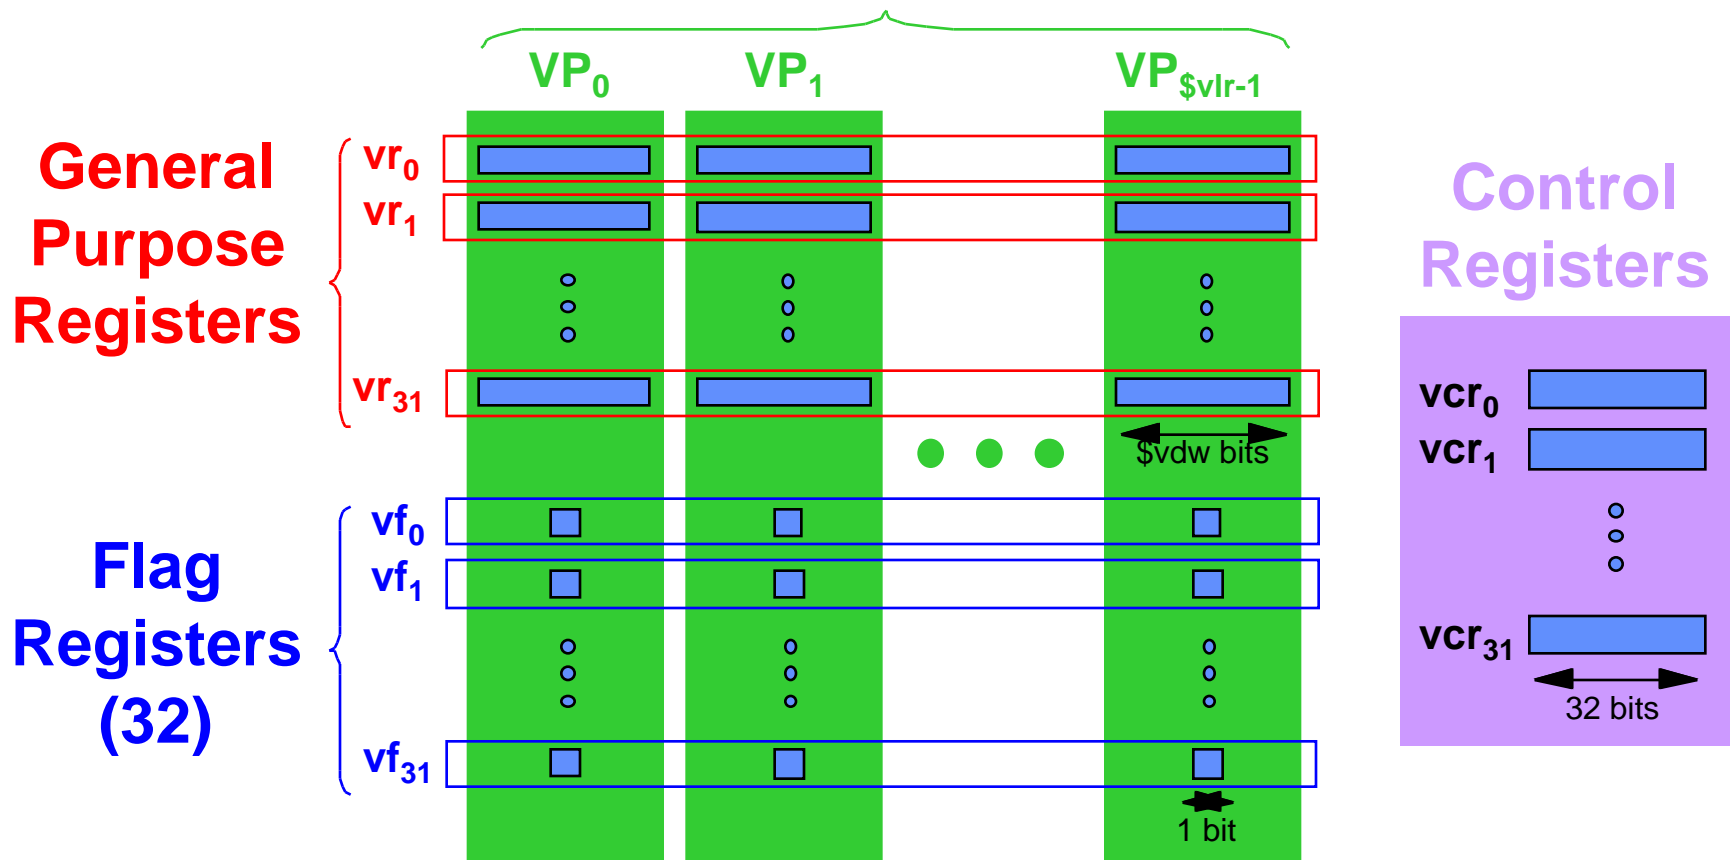 VP0 VP1 VP$vlr-1
General
Purpose
Registers
vr0
vr1
vr31
$vdw bits
Flag
Registers
(32)
vf0
vf1
vf31
1 bit
Control
Registers
vcr0
vcr1
vcr31
32 bits